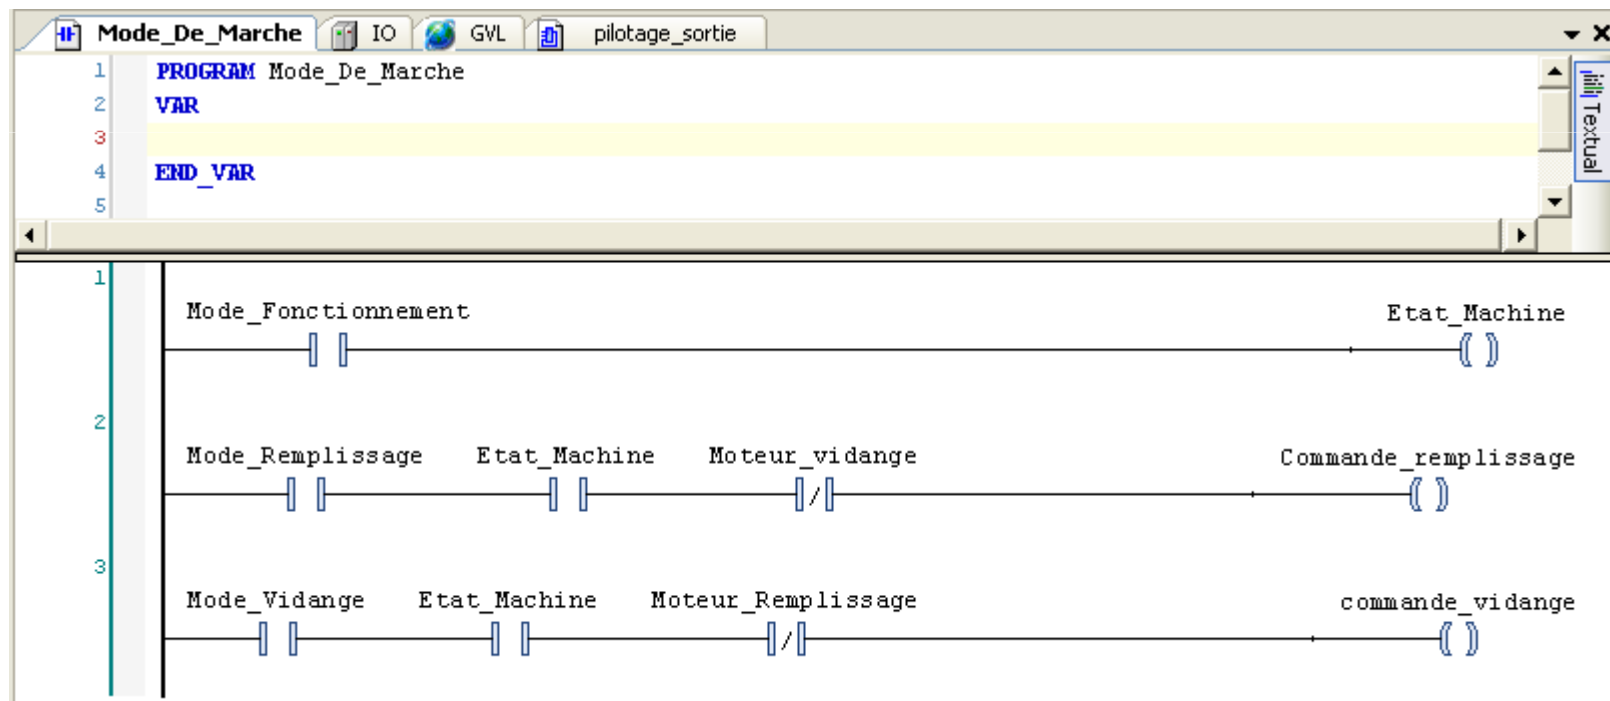 Mode_De_Marche IO GVL pilotage_sortie
1 PROGRAM Mode_De_Marche
2 VAR
3
4 END_VAR
5
Textual
1
Mode_Fonctionnement Etat_Machine
2
Mode_Remplissage Etat_Machine Moteur_vidange Commande_remplissage
/
3
Mode_Vidange Etat_Machine Moteur_Remplissage commande_vidange
/